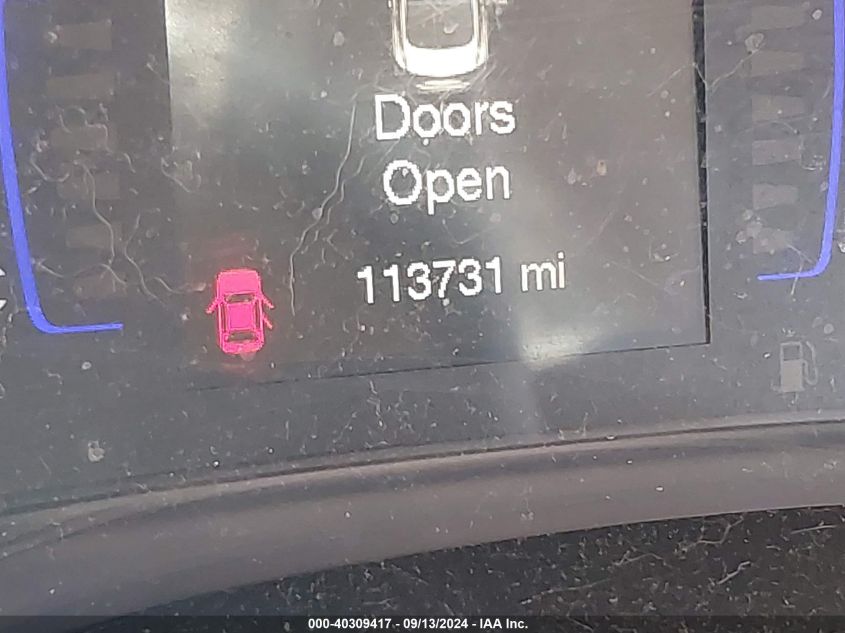 Doors
Open
113731 mi
000-40309417 - 09/13/2024 - IAA Inc.